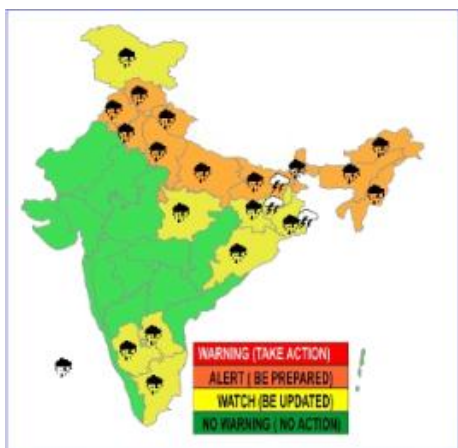 WARNING (TAKE ACTION)
ALERT ( BE PREPARED)
WATCH (BE UPDATED)
NO WARNING ( NO ACTION)